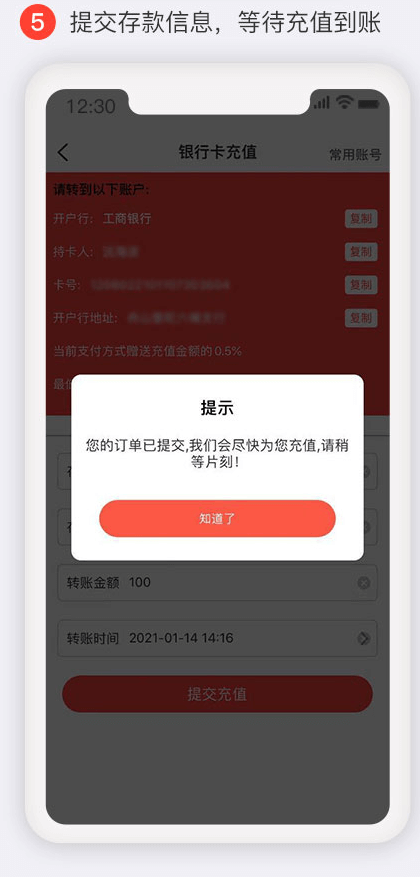 5 提交存款信息，等待充值到账
12:30
银行卡充值
常用账号
请转到以下账户:
开户行: 工商银行 复制
持卡人: 复制
卡号: 复制
开户行地址: 复制
当前支付方式赠送充值金额的0.5%
最低
提示
您的订单已提交,我们会尽快为您充值,请稍
等片刻！
知道了
转账金额 100
转账时间 2021-01-14 14:16
提交充值